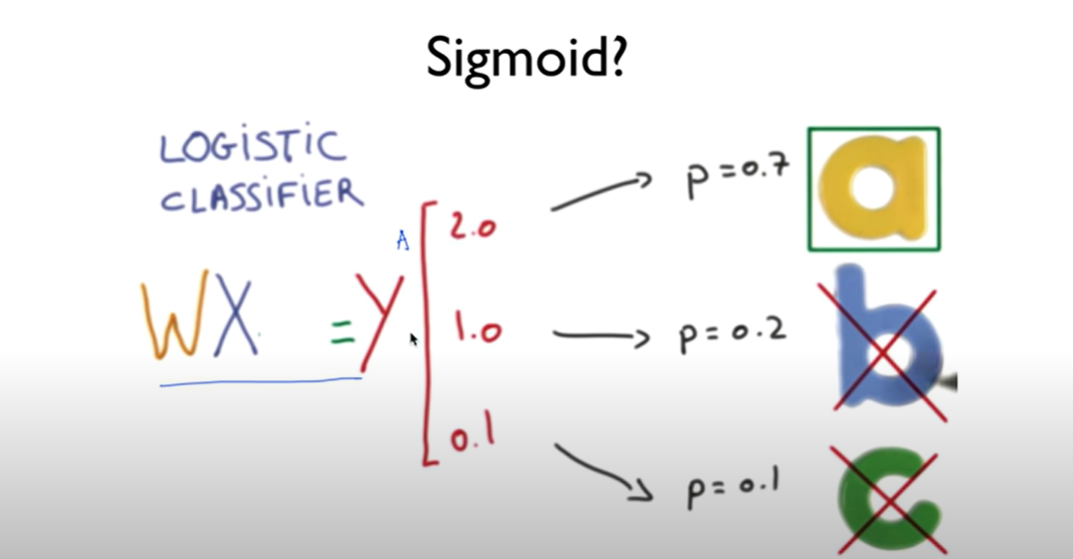 Sigmoid?
LOGISTIC
CLASSIFIER
WX = Y
A
2.0
1.0
0.1
p = 0.7
p = 0.2
p = 0.1
a
b
c